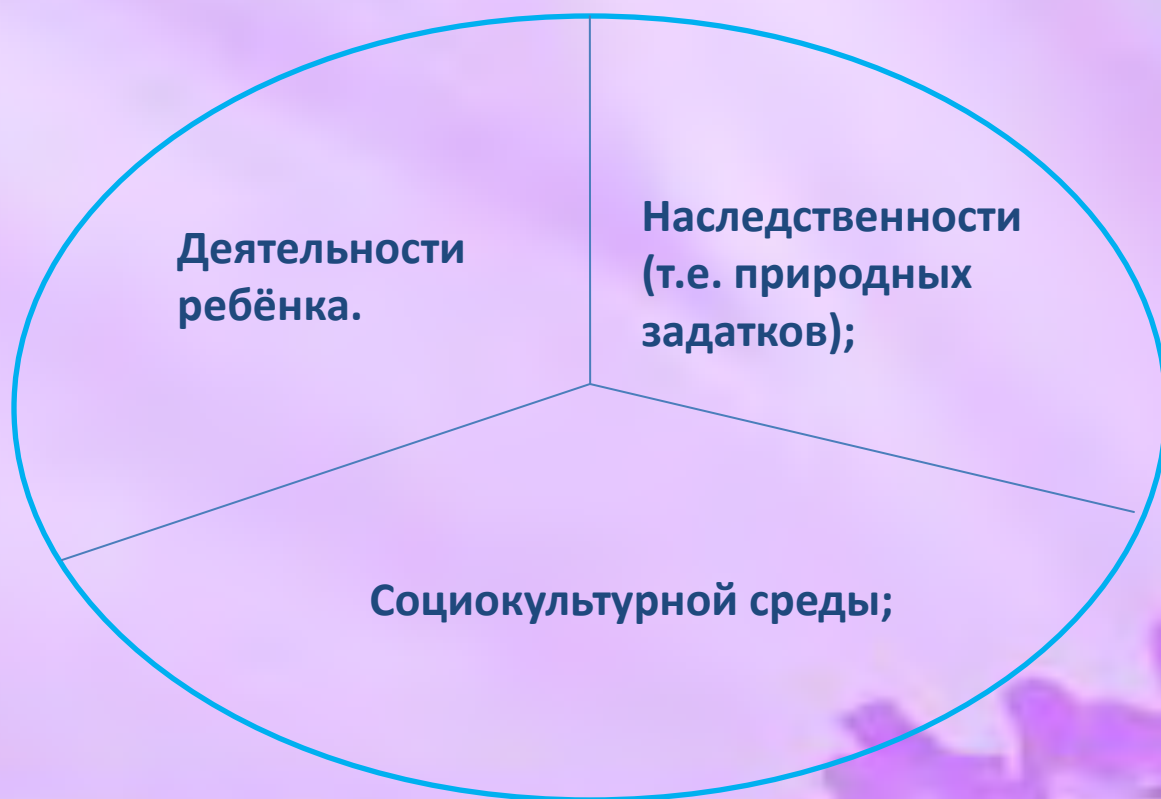 Деятельности
ребёнка.
Наследственности
(т.е. природных
задатков);
Социокультурной среды;